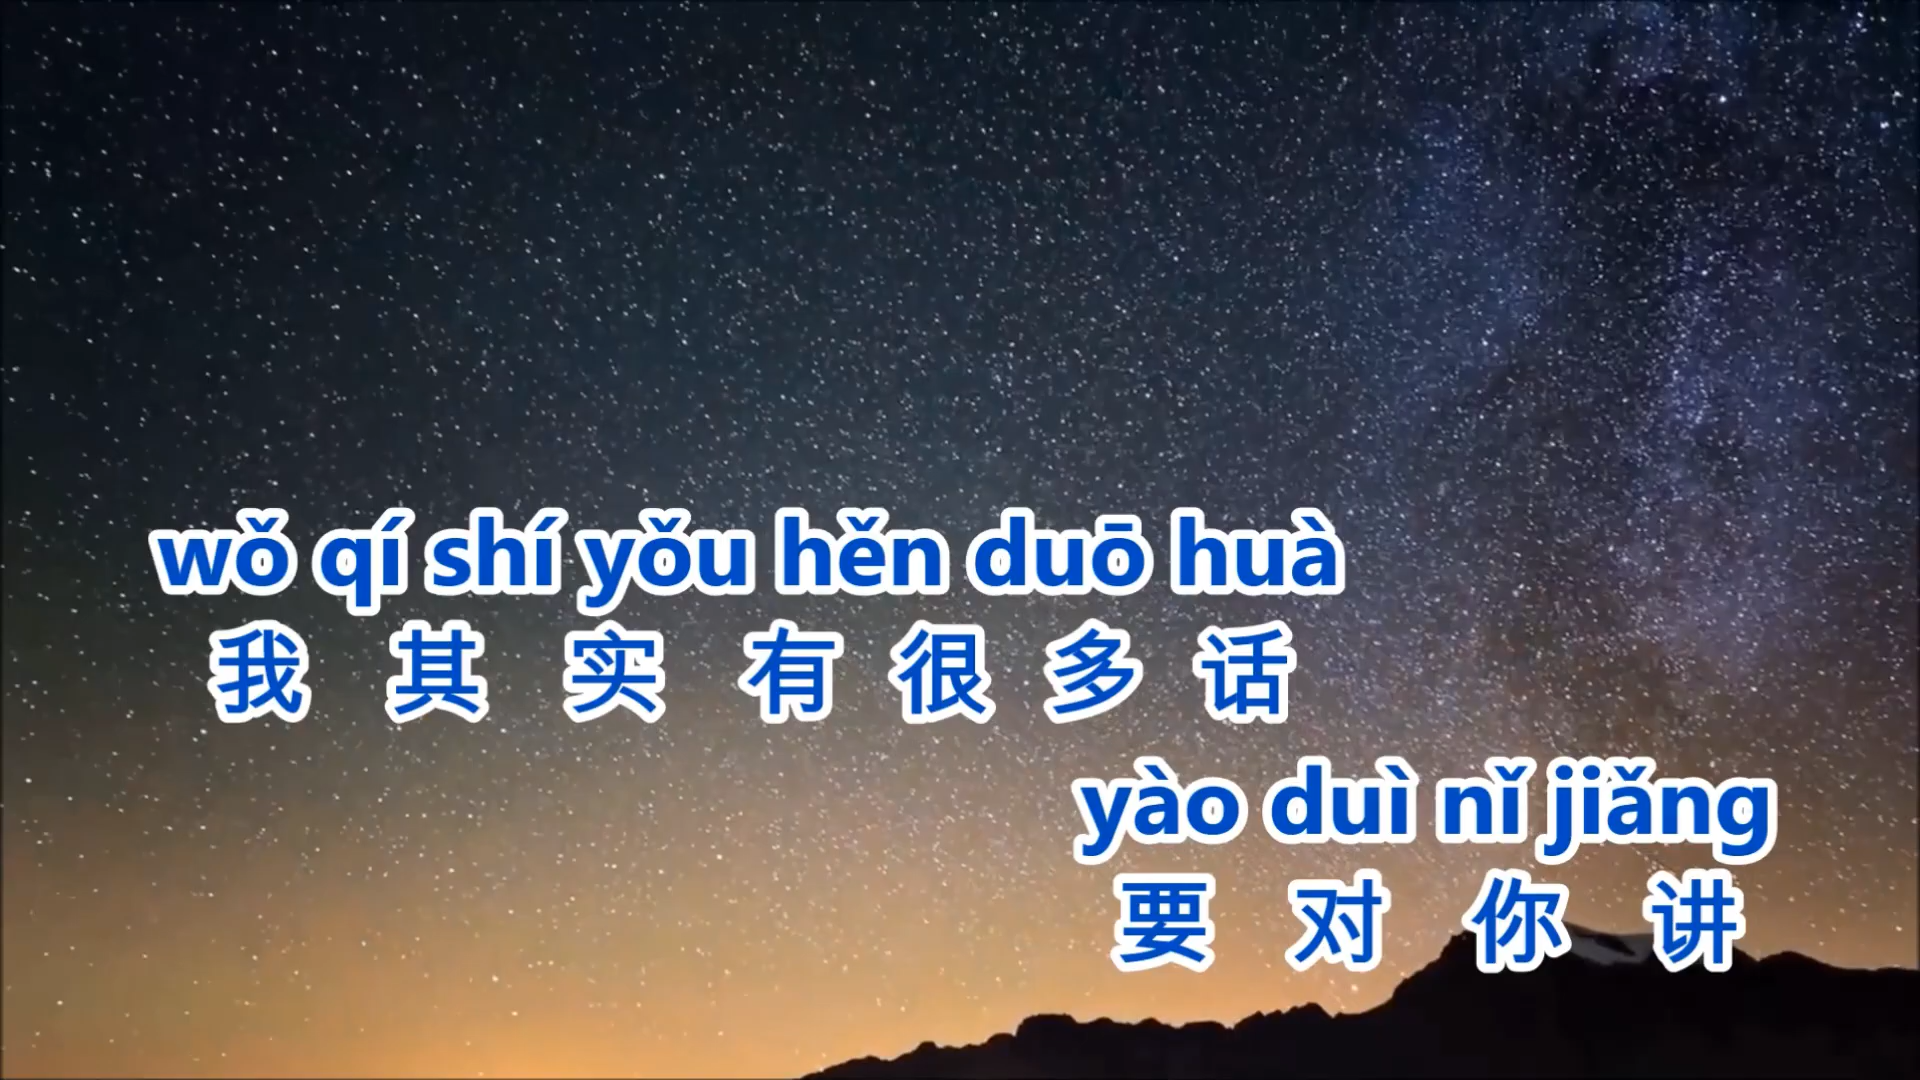 wǒ qí shí yǒu hěn duō huà
我 其 实 有 很 多 话
yào duì nǐ jiǎng
要 对 你 讲